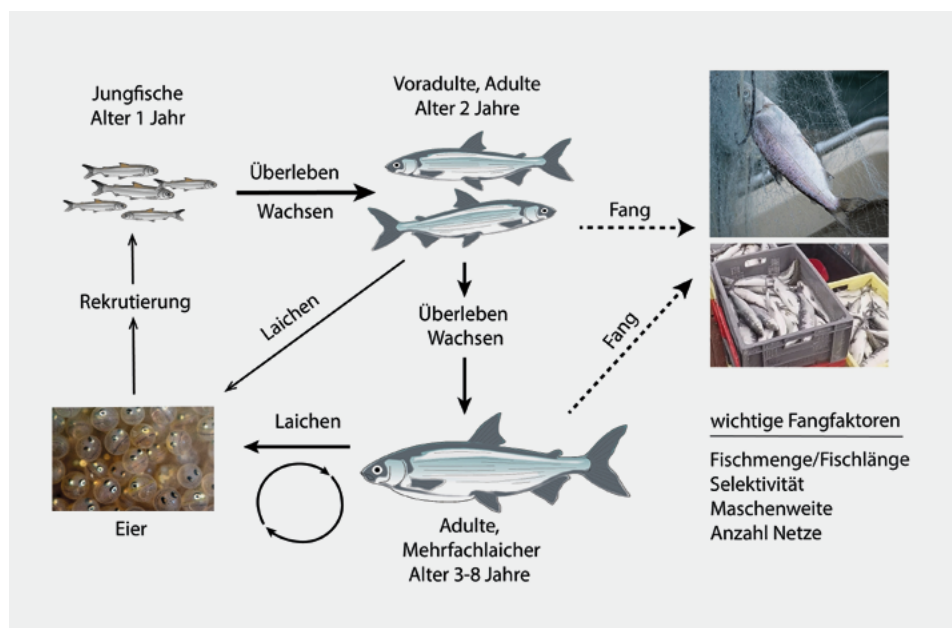 Jungfische
Alter 1 Jahr
Voradulte, Adulte
Alter 2 Jahre
Überleben
Wachsen
Fang
Rekrutierung
Laichen
Überleben
Wachsen
Fang
Laichen
Eier
Adulte,
Mehrfachlaicher
Alter 3-8 Jahre
wichtige Fangfaktoren
Fischmenge/Fischlänge
Selektivität
Maschenweite
Anzahl Netze